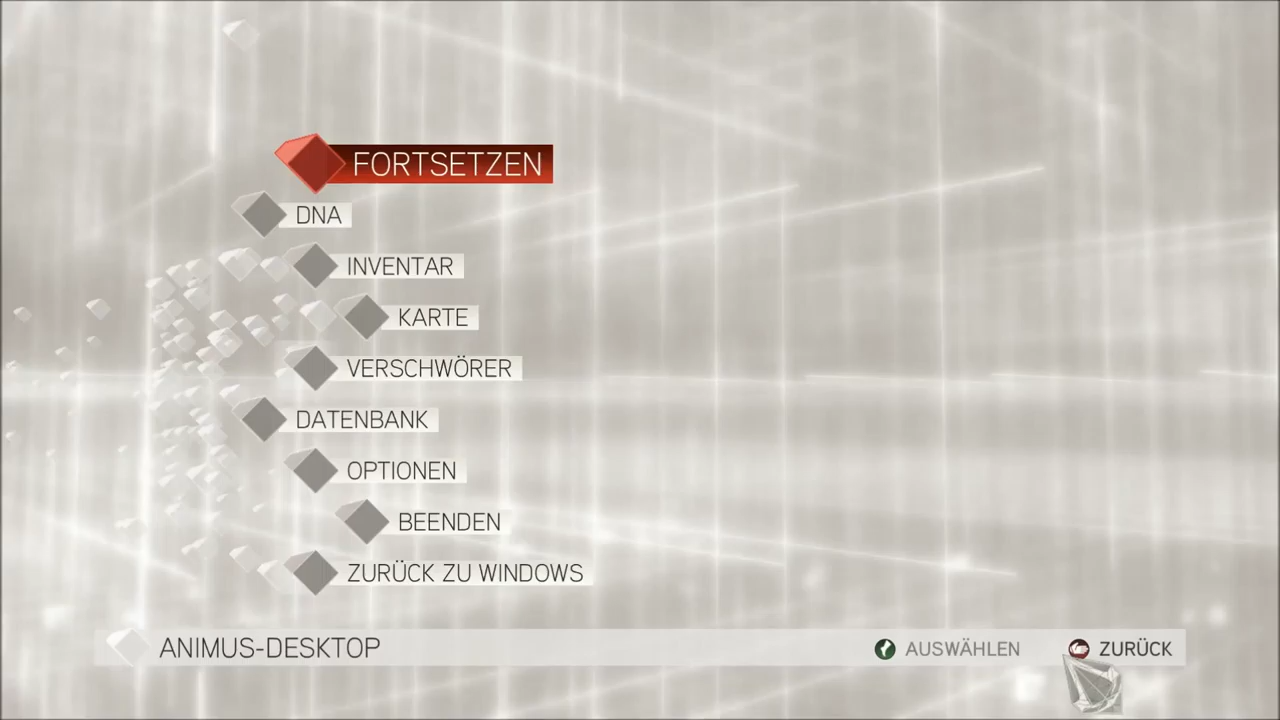 FORTSETZEN
DNA
INVENTAR
KARTE
VERSCHWÖRER
DATENBANK
OPTIONEN
BEENDEN
ZURÜCK ZU WINDOWS
ANIMUS-DESKTOP
AUSWÄHLEN
ZURÜCK